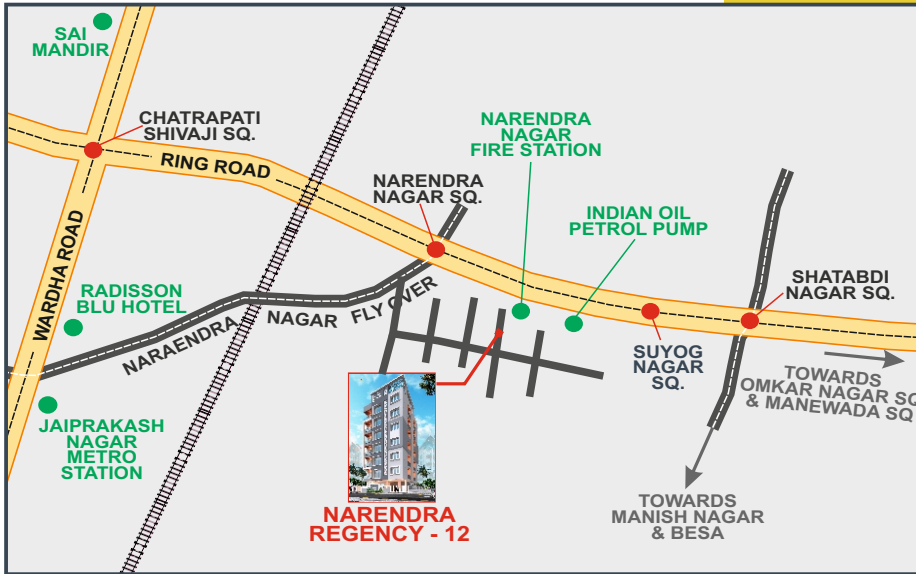 SAI
MANDIR
CHATRAPATI
SHIVAJI SQ.
RING ROAD
WARDHA ROAD
NARENDRA
NAGAR
FIRE STATION
NARENDRA
NAGAR SQ.
INDIAN OIL
PETROL PUMP
RADISSON
BLU HOTEL
NARAENDRA NAGAR FLY OVER
SHATABDI
NAGAR SQ.
SUYOG
NAGAR
SQ.
TOWARDS
OMKAR NAGAR SQ
& MANEWADA SQ
JAIPRAKASH
NAGAR
METRO
STATION
NARENDRA
REGENCY - 12
TOWARDS
MANISH NAGAR
& BESA